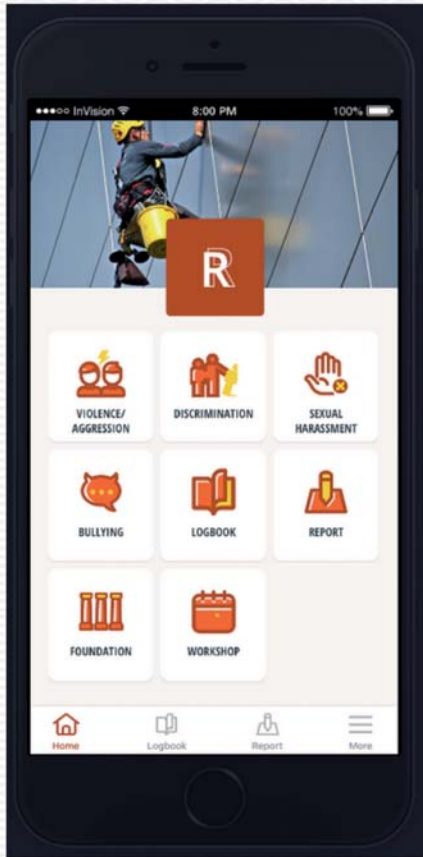 ●●●○○ InVision 8:00 PM 100%
R
VIOLENCE/
AGGRESSION
DISCRIMINATION
SEXUAL
HARASSMENT
BULLYING
LOGBOOK
REPORT
FOUNDATION
WORKSHOP
Home Logbook Report More